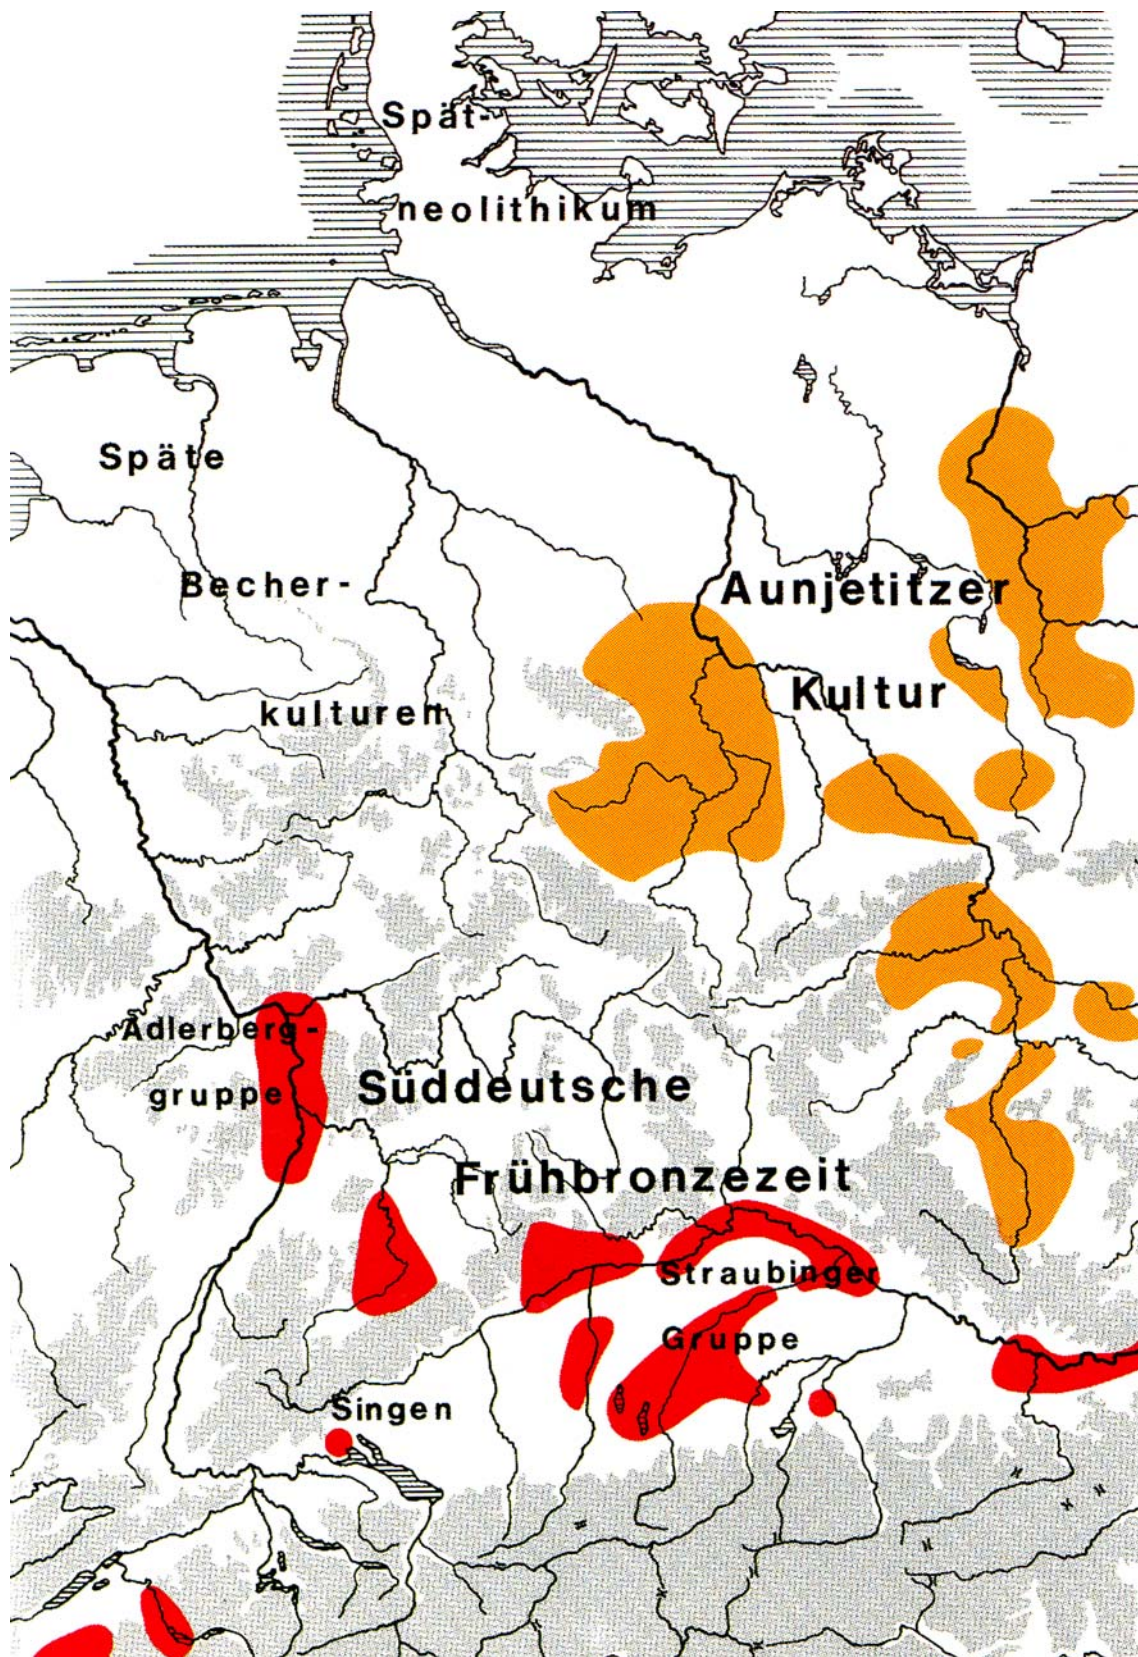 Spät-
neolithikum
Späte
Becher-
kulturen
Aunjetitzer
Kultur
Adlerberg-
gruppe
Süddeutsche
Frühbronzezeit
Straubinger
Gruppe
Singen